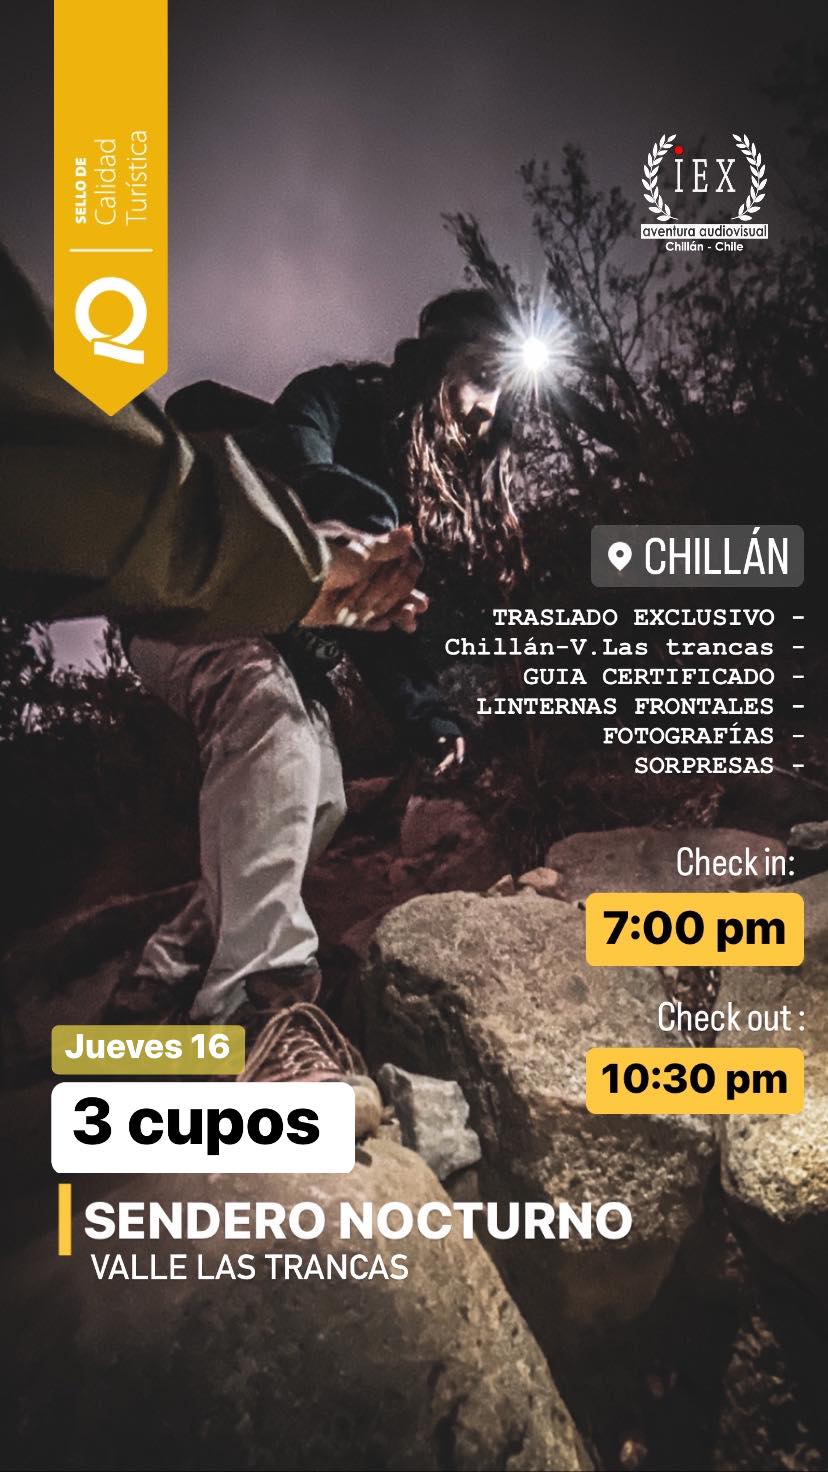 SELLO DE
Calidad
Turística
iEX
aventura audiovisual
Chillán - Chile
CHILLÁN
TRASLADO EXCLUSIVO -
Chillán-V.Las trancas -
GUIA CERTIFICADO -
LINTERNAS FRONTALES -
FOTOGRAFÍAS -
SORPRESAS -
Check in:
7:00 pm
Check out :
10:30 pm
Jueves 16
3 cupos
SENDERO NOCTURNO
VALLE LAS TRANCAS